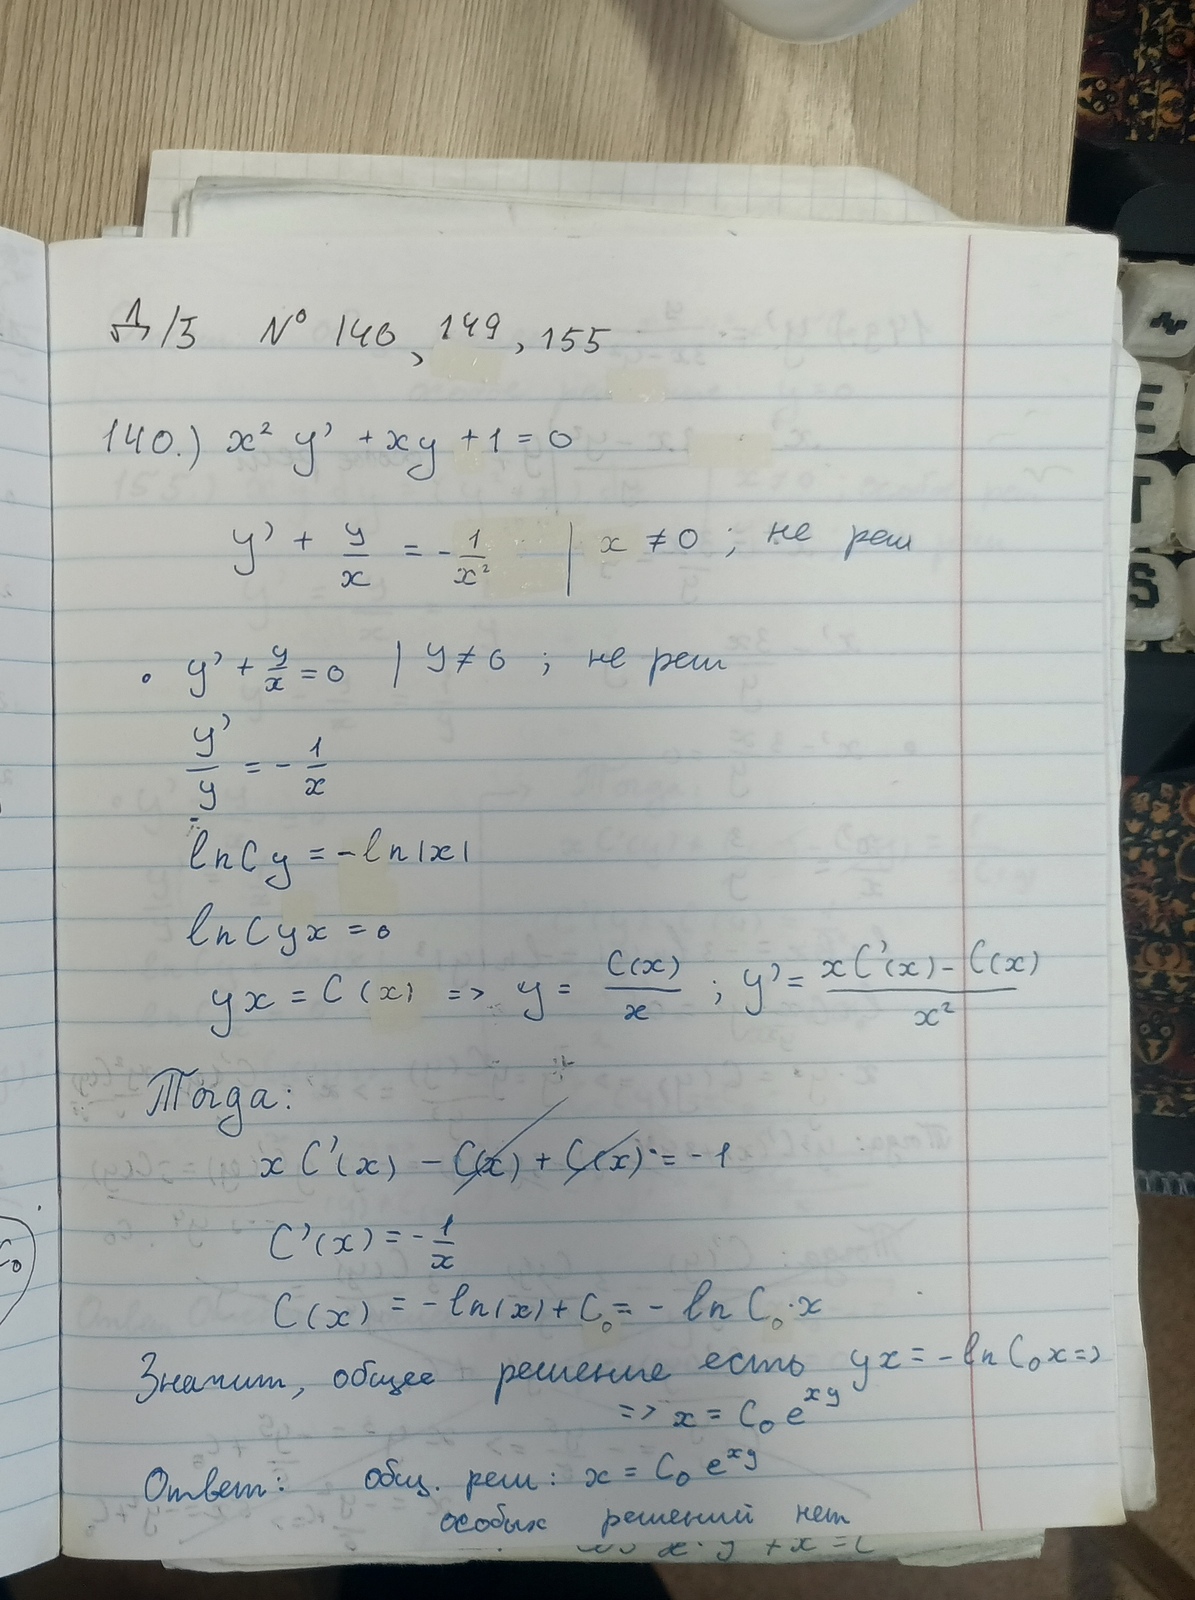 Д/З № 140, 149, 155
140.) x² y' + xy + 1 = 0
y' + y/x = - 1/x² | x ≠ 0 ; не реш
• y' + y/x = 0 | y ≠ 0 ; не реш
y'/y = - 1/x
ln Cy = - ln |x|
ln Cyx = 0
yx = C(x) => y = C(x)/x ; y' = (xC'(x) - C(x))/x²
Тогда:
x C'(x) - C(x) + C(x) = -1
C'(x) = - 1/x
C(x) = - ln(x) + C₀ = - ln C₀ · x
Значит, общее решение есть yx = - ln C₀x =>
=> x = C₀ e^{xy}
Ответ: общ. реш: x = C₀ e^{xy}
особых решений нет
C₀
E
T
S